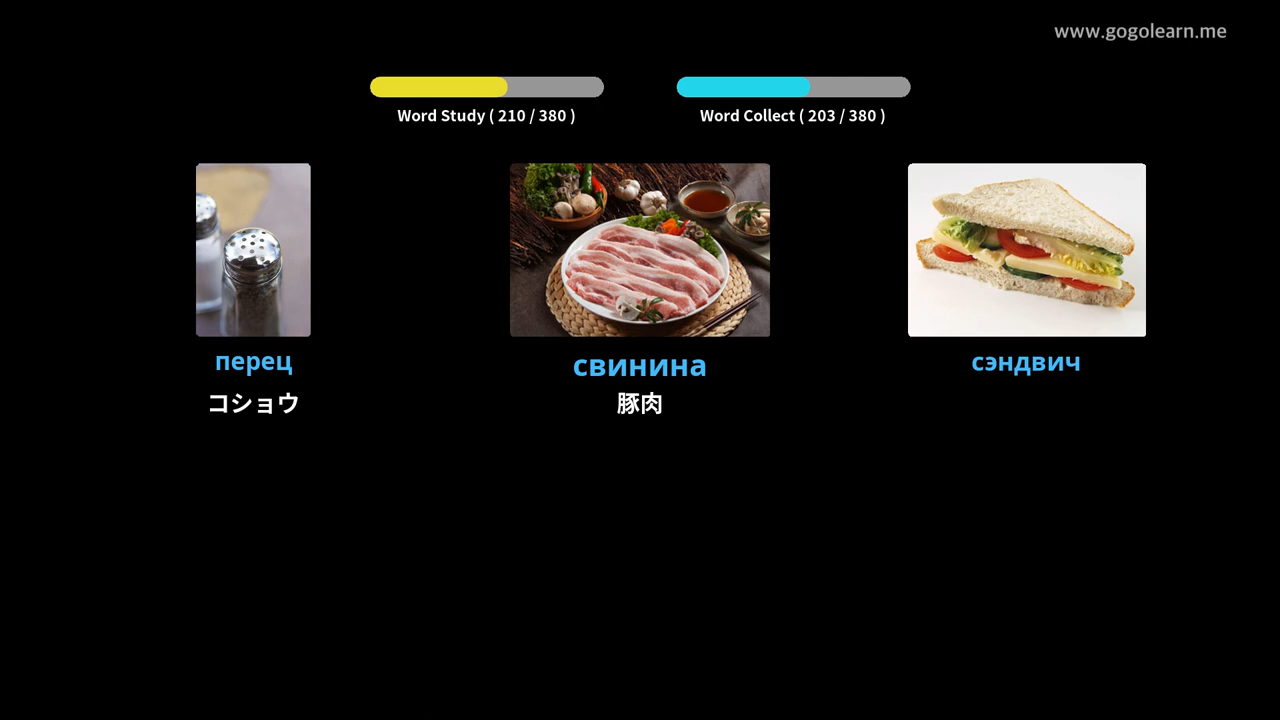 www.gogolearn.me
Word Study ( 210 / 380 )
Word Collect ( 203 / 380 )
перец
свинина
сэндвич
コショウ
豚肉